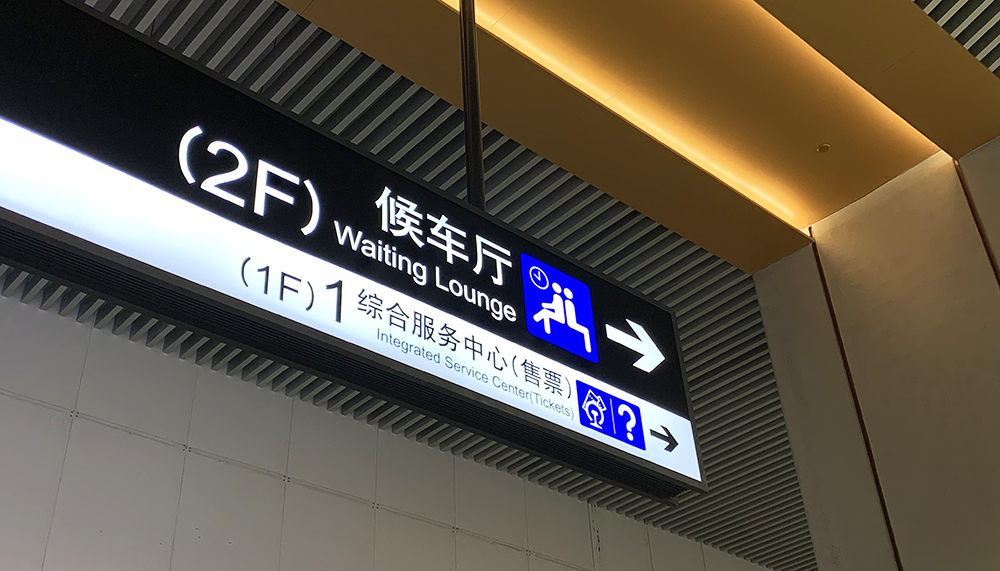 (2F) 候车厅
Waiting Lounge
(1F) 1 综合服务中心(售票)
Integrated Service Center(Tickets)
?